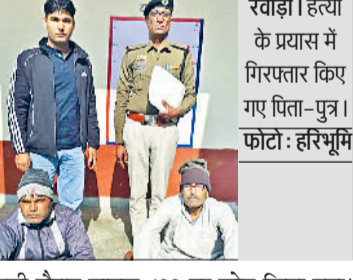 रेवाड़ी। हत्या
के प्रयास में
गिरफ्तार किए
गए पिता-पुत्र।
फोटो : हरिभूमि